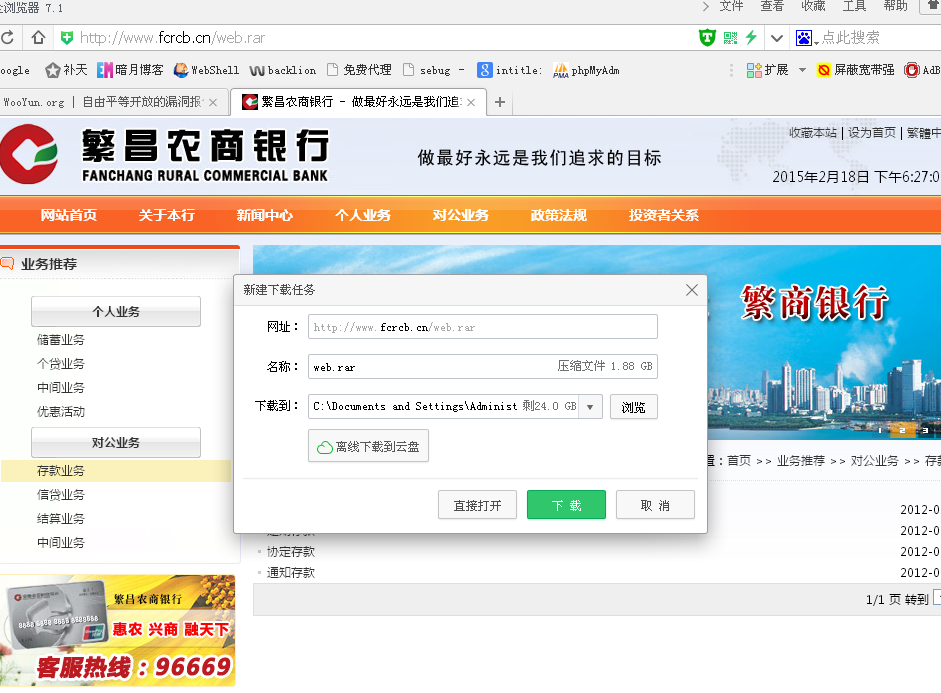 浏览器 7.1
文件 查看 收藏 工具 帮助
http://www.fcrcb.cn/web.rar
点此搜索
oogle 补天 暗月博客 WebShell backlion 免费代理 sebug - intitle: phpMyAdm 扩展 屏蔽宽带强 AdB
WooYun.org | 自由平等开放的漏洞报
繁昌农商银行 - 做最好永远是我们追
收藏本站 | 设为首页 | 繁體中
繁昌农商银行
FANCHANG RURAL COMMERCIAL BANK
做最好永远是我们追求的目标
2015年2月18日 下午6:27:0
网站首页 关于本行 新闻中心 个人业务 对公业务 政策法规 投资者关系
业务推荐
个人业务
储蓄业务
个贷业务
中间业务
优惠活动
对公业务
存款业务
信贷业务
结算业务
中间业务
繁商银行
1 2 3
新建下载任务
网址： http://www.fcrcb.cn/web.rar
名称： web.rar 压缩文件 1.88 GB
下载到： C:\Documents and Settings\Administ 剩24.0 GB 浏览
离线下载到云盘
直接打开 下载 取消
置：首页 >> 业务推荐 >> 对公业务 >> 存
2012-0
2012-0
协定存款 2012-0
通知存款 2012-0
1/1 页 转到
繁昌农商银行
8888 8888 8888 8888
惠农 兴商 融天下
客服热线：96669